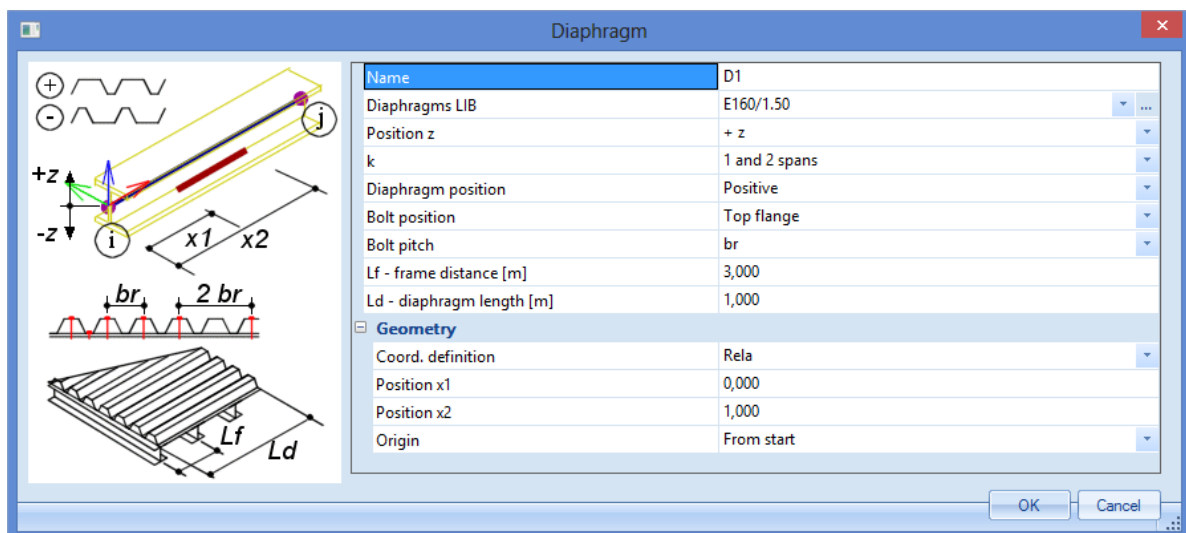 Diaphragm
+
-
+z
-z
i
j
x1
x2
br
2 br
Lf
Ld
Name D1
Diaphragms LIB E160/1.50 ...
Position z + z
k 1 and 2 spans
Diaphragm position Positive
Bolt position Top flange
Bolt pitch br
Lf - frame distance [m] 3,000
Ld - diaphragm length [m] 1,000
Geometry
Coord. definition Rela
Position x1 0,000
Position x2 1,000
Origin From start
OK Cancel